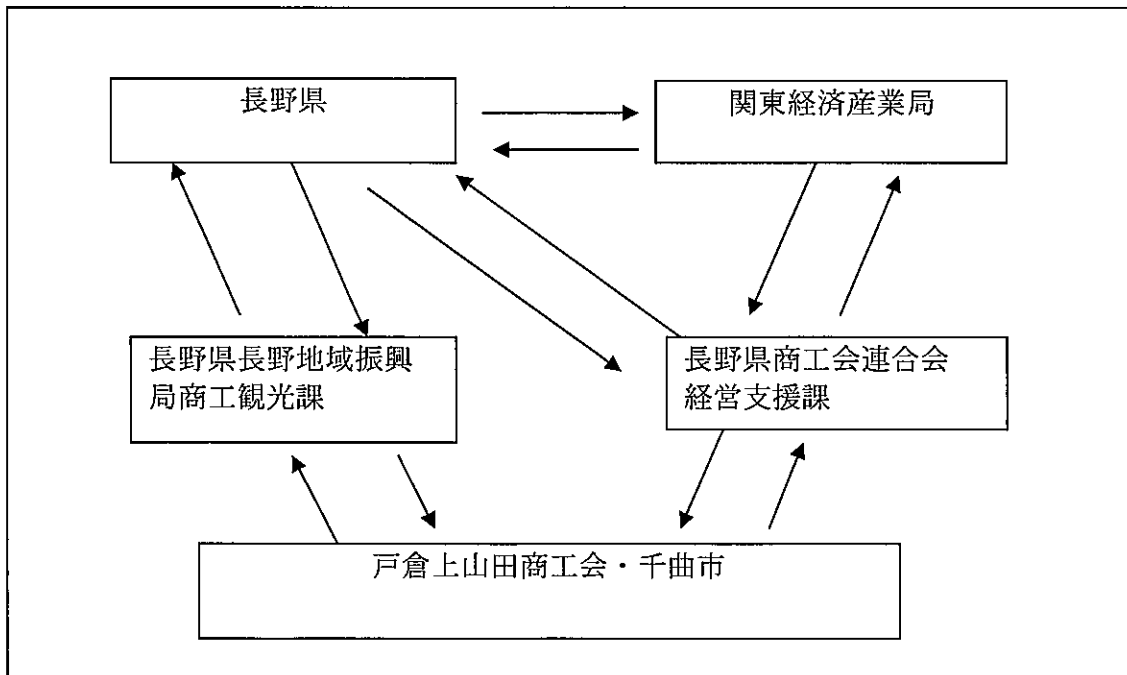 長野県
関東経済産業局
長野県長野地域振興
局商工観光課
長野県商工会連合会
経営支援課
戸倉上山田商工会・千曲市